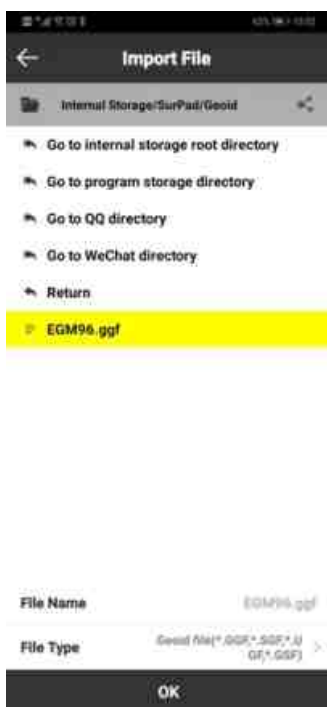 Import File
Internal Storage/SurPad/Geoid
Go to internal storage root directory
Go to program storage directory
Go to QQ directory
Go to WeChat directory
Return
EGM96.ggf
File Name
EGM96.ggf
File Type
Geoid file(*.GGF,*.SGF,*.U
GF,*.GSF)
OK